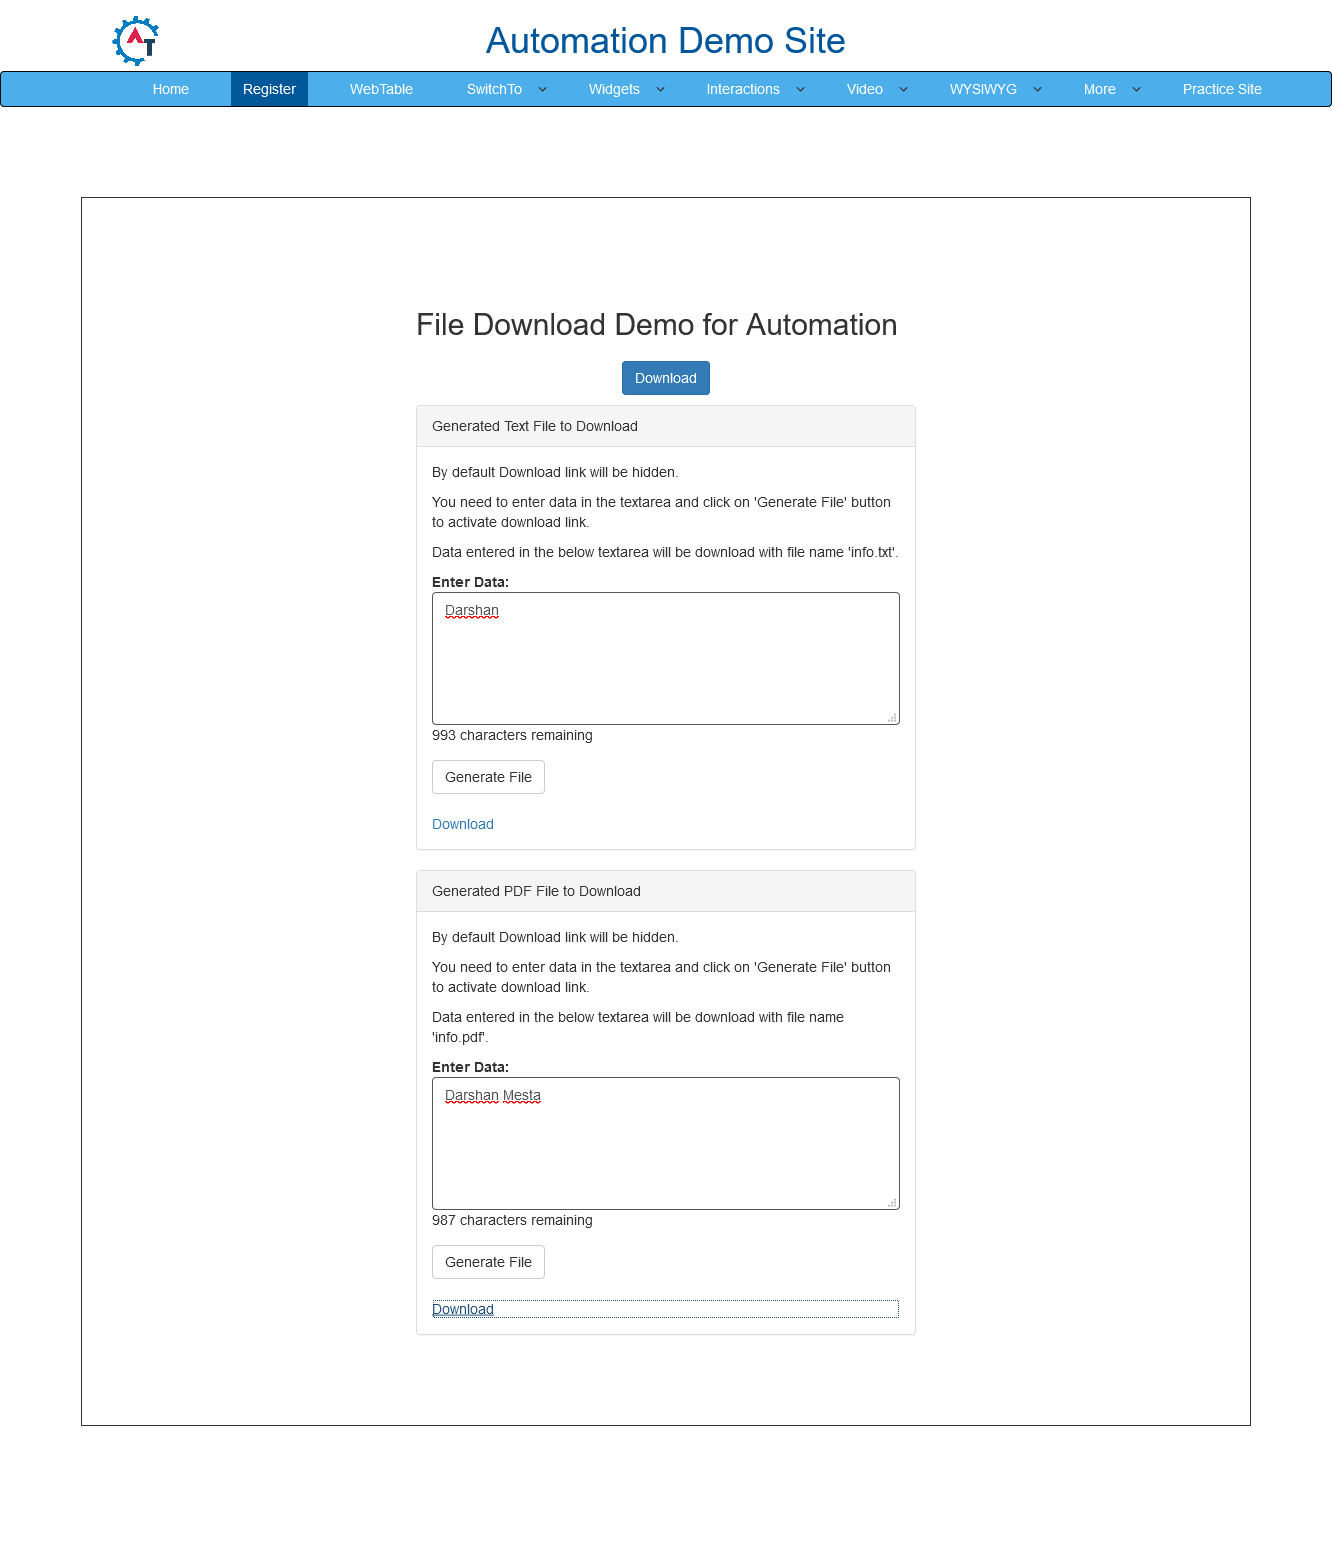 AT
Automation Demo Site
Home Register WebTable SwitchTo Widgets Interactions Video WYSIWYG More Practice Site
File Download Demo for Automation
Download
Generated Text File to Download
By default Download link will be hidden.
You need to enter data in the textarea and click on 'Generate File' button
to activate download link.
Data entered in the below textarea will be download with file name 'info.txt'.
Enter Data:
Darshan
993 characters remaining
Generate File
Download
Generated PDF File to Download
By default Download link will be hidden.
You need to enter data in the textarea and click on 'Generate File' button
to activate download link.
Data entered in the below textarea will be download with file name
'info.pdf'.
Enter Data:
Darshan Mesta
987 characters remaining
Generate File
Download